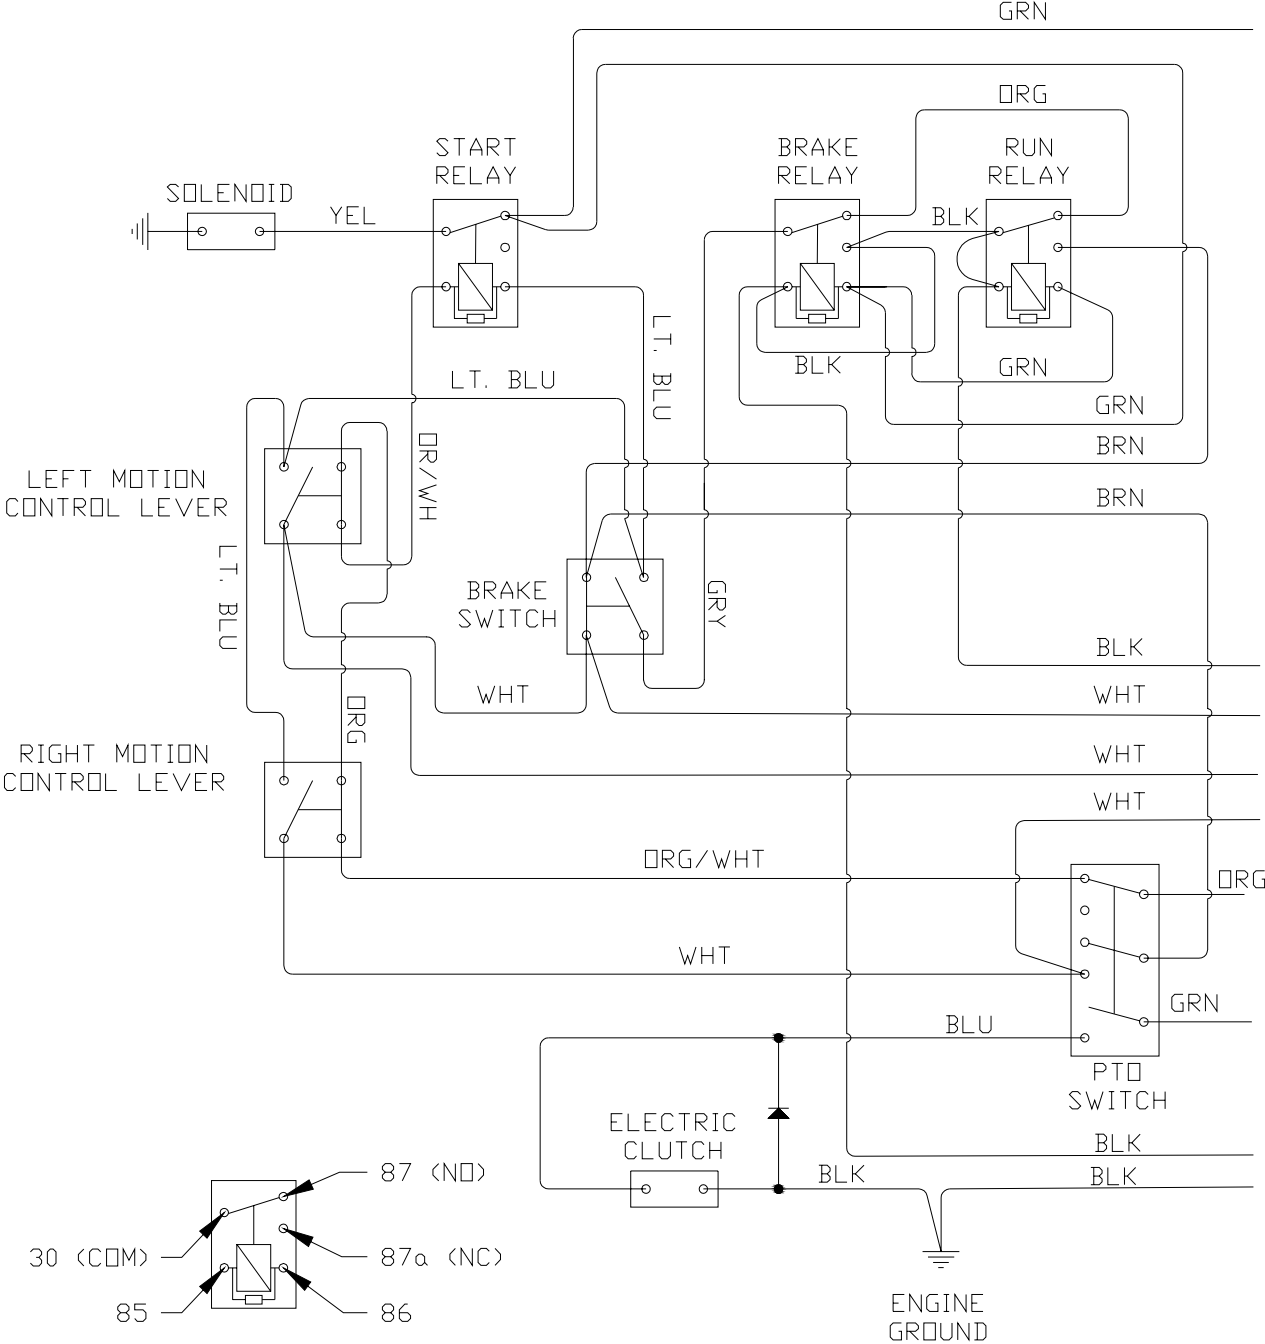 GRN
ORG
START
RELAY
BRAKE
RELAY
RUN
RELAY
SOLENOID
YEL
BLK
LT. BLU
BLK
GRN
LT. BLU
GRN
OR/WH
BRN
LEFT MOTION
CONTROL LEVER
BRN
LT. BLU
BRAKE
SWITCH
GRY
BLK
WHT
WHT
ORG
RIGHT MOTION
CONTROL LEVER
WHT
WHT
ORG/WHT
ORG
WHT
GRN
BLU
PTO
SWITCH
ELECTRIC
CLUTCH
BLK
BLK
BLK
87 (NO)
30 (COM)
87a (NC)
85
86
ENGINE
GROUND